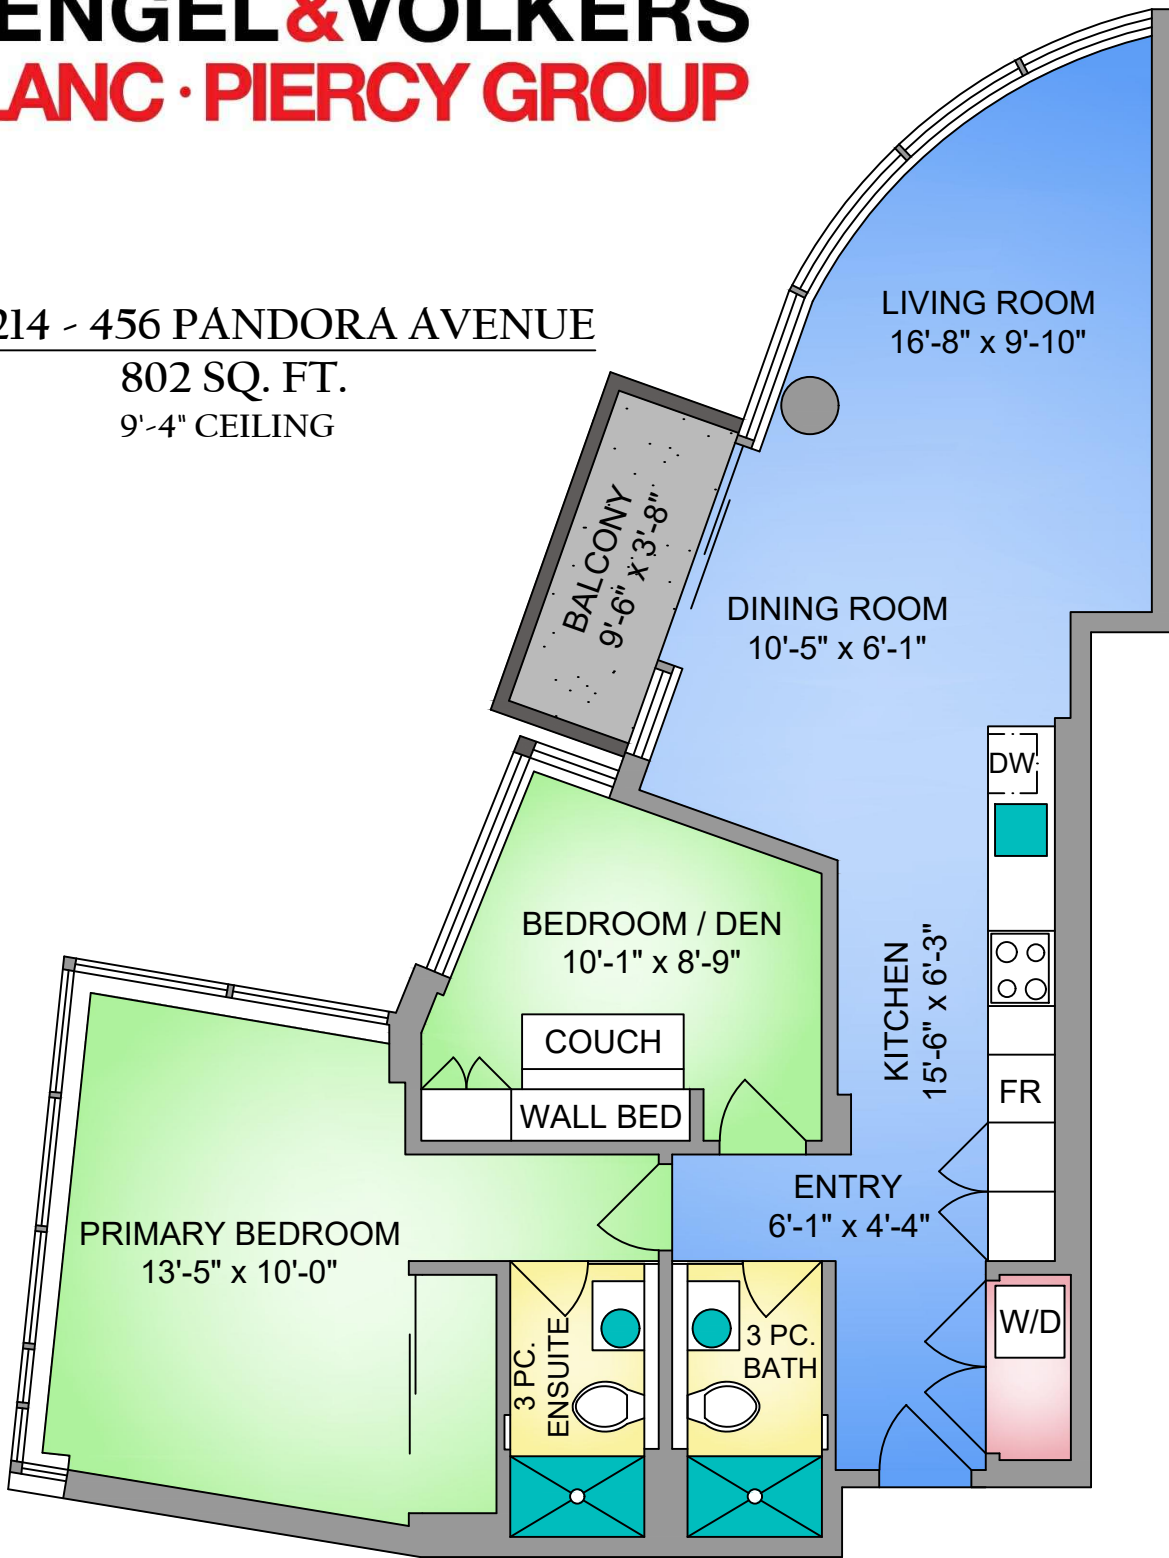 ENGEL&VÖLKERS
LANC · PIERCY GROUP
214 - 456 PANDORA AVENUE
802 SQ. FT.
9'-4" CEILING
LIVING ROOM
16'-8" x 9'-10"
BALCONY
9'-6" x 3'-8"
DINING ROOM
10'-5" x 6'-1"
DW
BEDROOM / DEN
10'-1" x 8'-9"
KITCHEN
15'-6" x 6'-3"
COUCH
WALL BED
FR
ENTRY
6'-1" x 4'-4"
PRIMARY BEDROOM
13'-5" x 10'-0"
3 PC.
ENSUITE
3 PC.
BATH
W/D